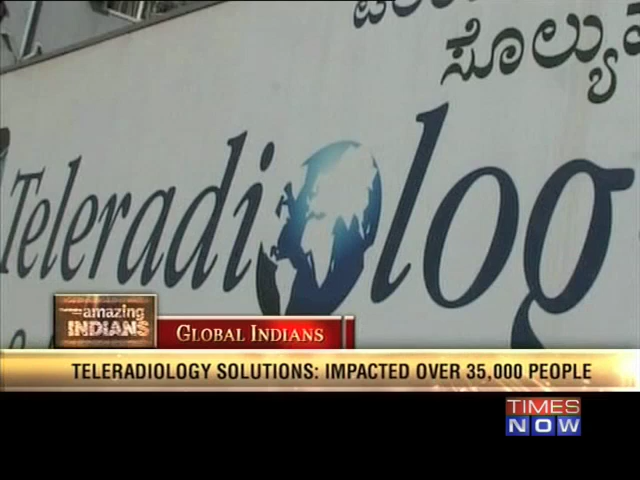 ಸೊಲ್ಯು
Teleradiolog
amazing
INDIANS
GLOBAL INDIANS
TELERADIOLOGY SOLUTIONS: IMPACTED OVER 35,000 PEOPLE
TIMES
NOW